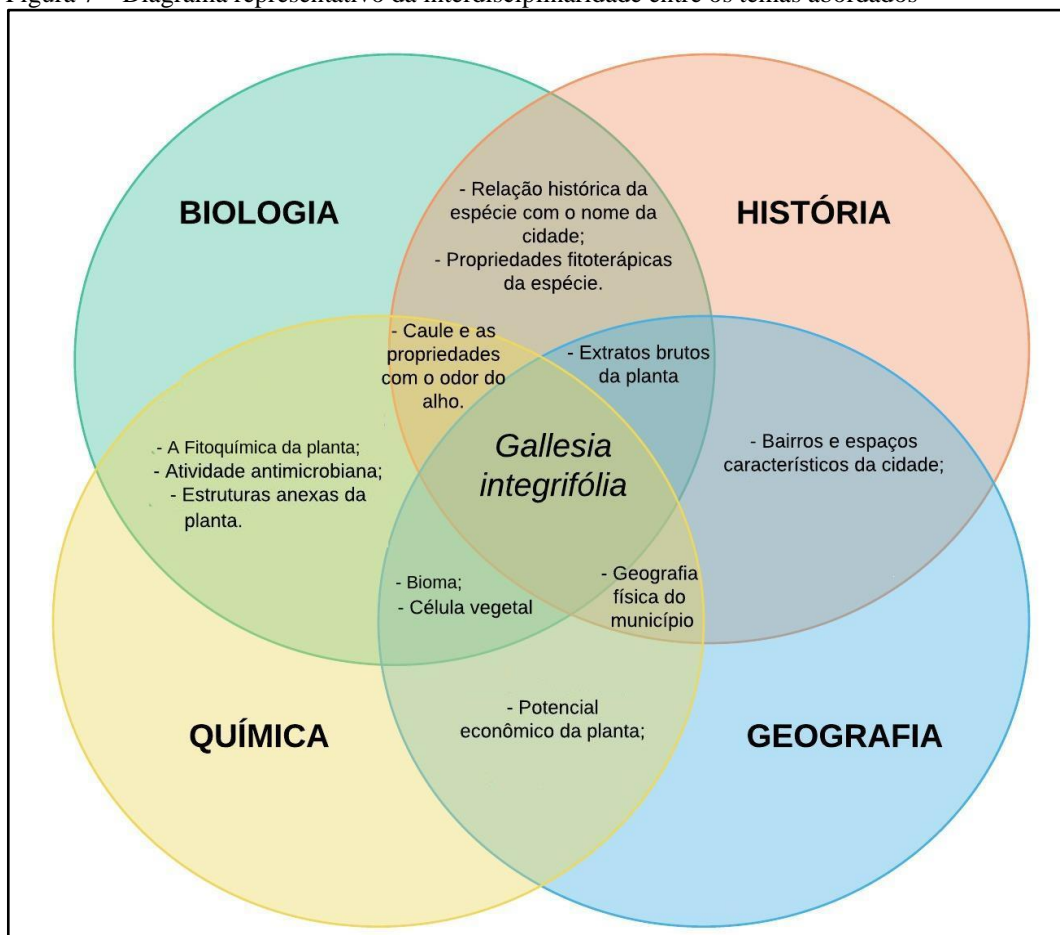 Figura 7 – Diagrama representativo da interdisciplinaridade entre os temas abordados
BIOLOGIA
- Relação histórica da
espécie com o nome da
cidade;
- Propriedades fitoterápicas
da espécie.
HISTÓRIA
- Caule e as
propriedades
com o odor do
alho.
- Extratos brutos
da planta
- A Fitoquímica da planta;
- Atividade antimicrobiana;
- Estruturas anexas da
planta.
Gallesia
integrifólia
- Bairros e espaços
característicos da cidade;
- Bioma;
- Célula vegetal
- Geografia
física do
município
QUÍMICA
- Potencial
econômico da planta;
GEOGRAFIA